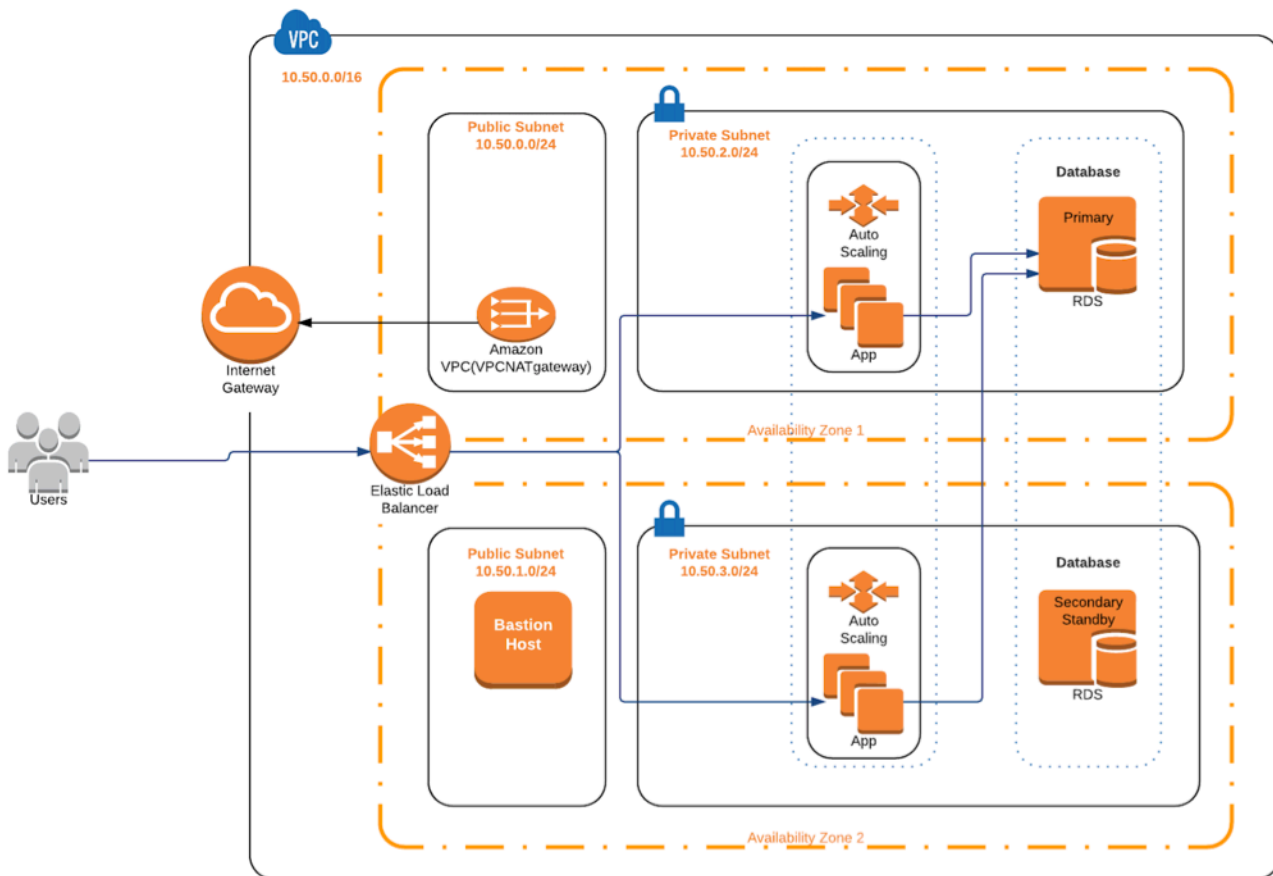 VPC
10.50.0.0/16
Public Subnet
10.50.0.0/24
Private Subnet
10.50.2.0/24
Database
Primary
RDS
Auto
Scaling
App
Amazon
VPC(VPCNATgateway)
Internet
Gateway
Availability Zone 1
Users
Elastic Load
Balancer
Public Subnet
10.50.1.0/24
Bastion
Host
Private Subnet
10.50.3.0/24
Database
Secondary
Standby
RDS
Auto
Scaling
App
Availability Zone 2